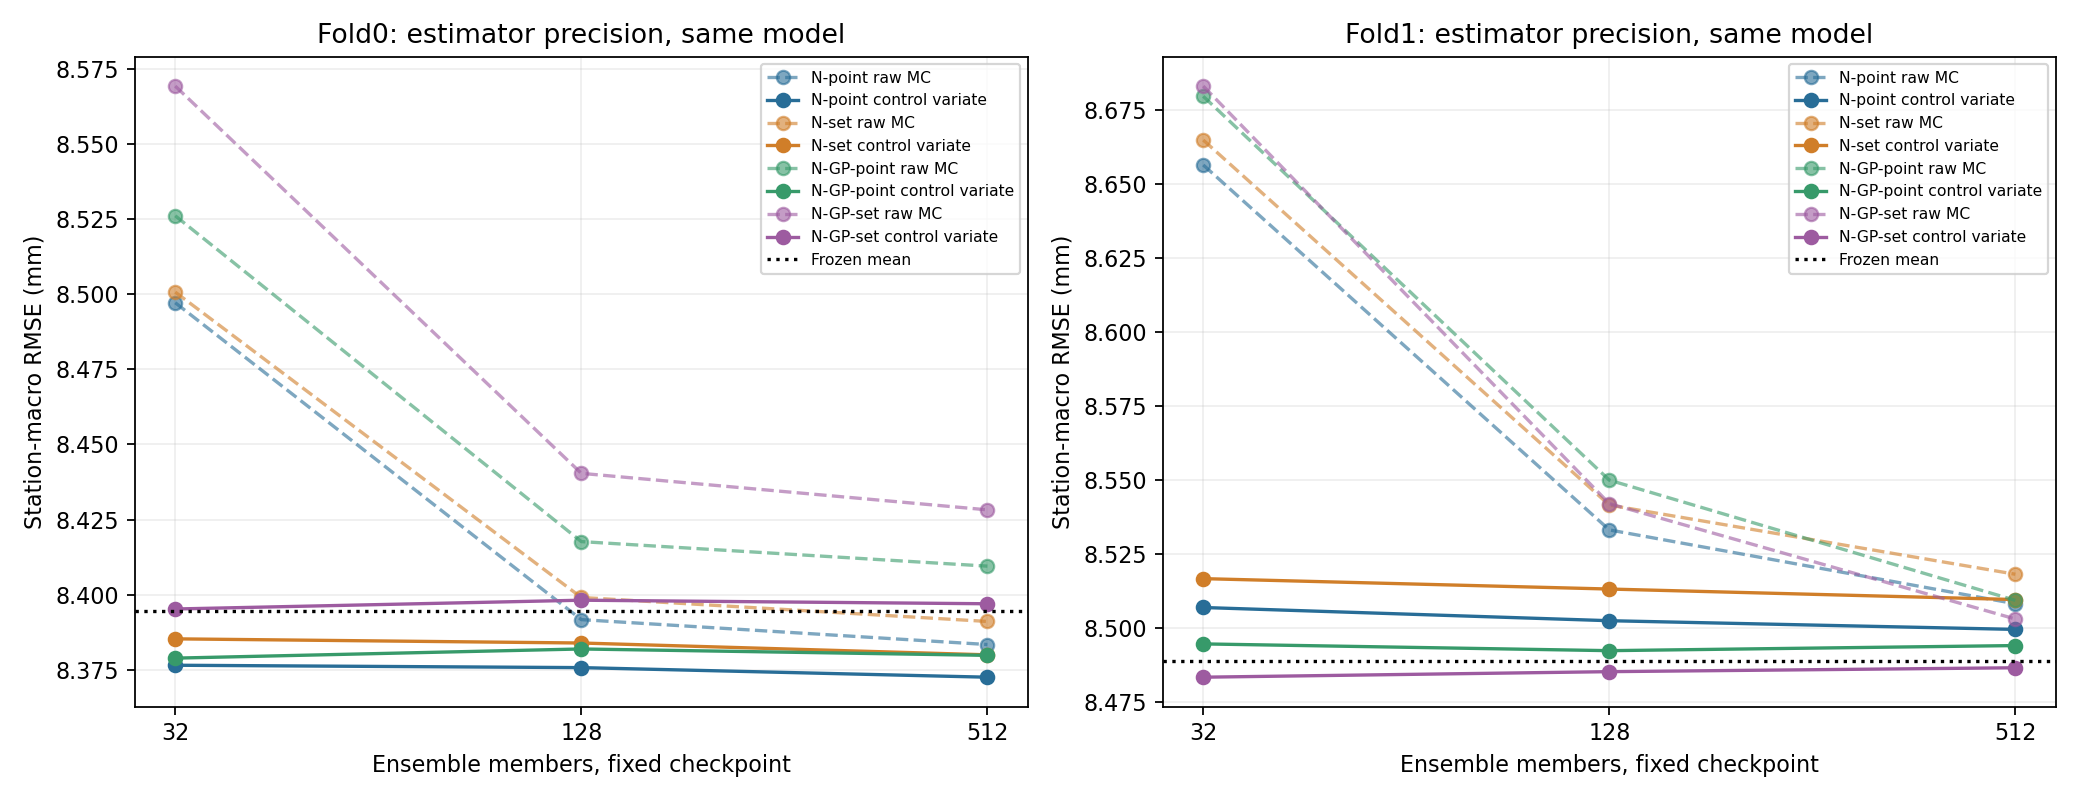 Fold0: estimator precision, same model
Station-macro RMSE (mm)
8.575
8.550
8.525
8.500
8.475
8.450
8.425
8.400
8.375
N-point raw MC
N-point control variate
N-set raw MC
N-set control variate
N-GP-point raw MC
N-GP-point control variate
N-GP-set raw MC
N-GP-set control variate
Frozen mean
32
128
512
Ensemble members, fixed checkpoint
Fold1: estimator precision, same model
Station-macro RMSE (mm)
8.675
8.650
8.625
8.600
8.575
8.550
8.525
8.500
8.475
N-point raw MC
N-point control variate
N-set raw MC
N-set control variate
N-GP-point raw MC
N-GP-point control variate
N-GP-set raw MC
N-GP-set control variate
Frozen mean
32
128
512
Ensemble members, fixed checkpoint